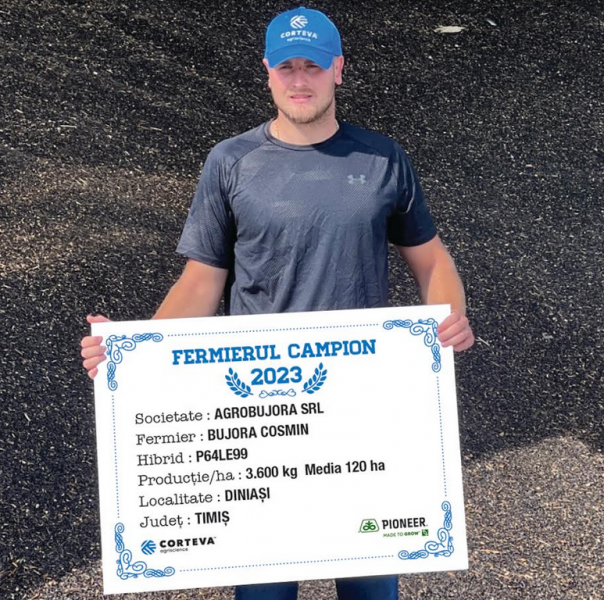 CORTEVA
agriscience
FERMIERUL CAMPION
2023
Societate : AGROBUJORA SRL
Fermier : BUJORA COSMIN
Hibrid : P64LE99
Producție/ha : 3.600 kg Media 120 ha
Localitate : DINIAȘI
Județ : TIMIȘ
CORTEVA
agriscience
PIONEER
MADE TO GROW